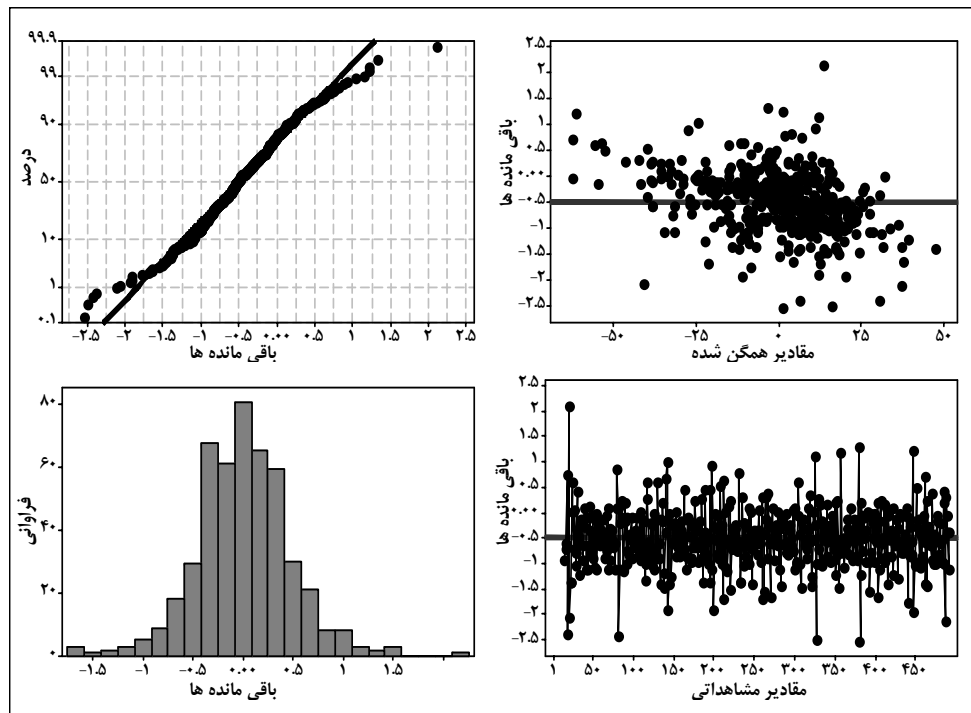 ۹۹.۹
۹۹
۹۰
۵۰
۱۰
۱
۰.۱
درصد
−۲.۵ −۲ −۱.۵ −۱ −۰.۵ ۰.۰۰ ۰.۵ ۱ ۱.۵ ۲ ۲.۵
باقی مانده ها
۲.۵
۲
۱.۵
۱
۰.۵
۰.۰۰
−۰.۵
−۱
−۱.۵
−۲
−۲.۵
باقی مانده ها
−۵۰ −۲۵ ۰ ۲۵ ۵۰
مقادیر همگن شده
۸۰
۶۰
۴۰
۲۰
۰
فراوانی
−۱.۵ −۱ −۰.۵ ۰.۰۰ ۰.۵ ۱ ۱.۵
باقی مانده ها
۲.۵
۲
۱.۵
۱
۰.۵
۰.۰۰
−۰.۵
−۱
−۱.۵
−۲
−۲.۵
باقی مانده ها
۱ ۵۰ ۱۰۰ ۱۵۰ ۲۰۰ ۲۵۰ ۳۰۰ ۳۵۰ ۴۰۰ ۴۵۰
مقادیر مشاهداتی